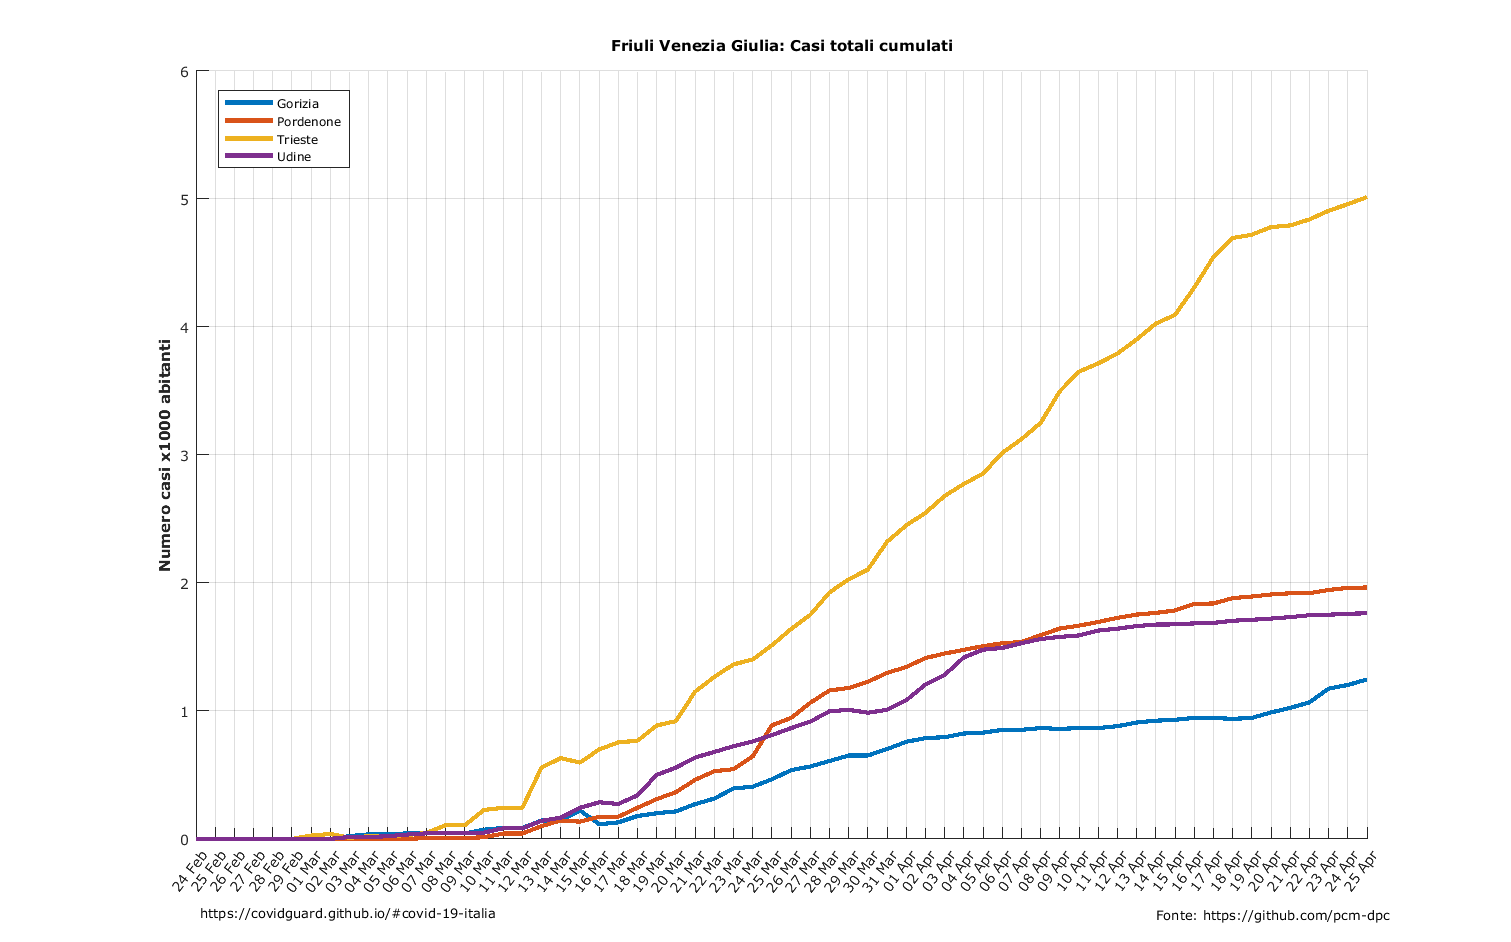 Friuli Venezia Giulia: Casi totali cumulati
6
5
4
3
2
1
0
Numero casi x1000 abitanti
Gorizia
Pordenone
Trieste
Udine
24 Feb
25 Feb
26 Feb
27 Feb
28 Feb
29 Feb
01 Mar
02 Mar
03 Mar
04 Mar
05 Mar
06 Mar
07 Mar
08 Mar
09 Mar
10 Mar
11 Mar
12 Mar
13 Mar
14 Mar
15 Mar
16 Mar
17 Mar
18 Mar
19 Mar
20 Mar
21 Mar
22 Mar
23 Mar
24 Mar
25 Mar
26 Mar
27 Mar
28 Mar
29 Mar
30 Mar
31 Mar
01 Apr
02 Apr
03 Apr
04 Apr
05 Apr
06 Apr
07 Apr
08 Apr
09 Apr
10 Apr
11 Apr
12 Apr
13 Apr
14 Apr
15 Apr
16 Apr
17 Apr
18 Apr
19 Apr
20 Apr
21 Apr
22 Apr
23 Apr
24 Apr
25 Apr
https://covidguard.github.io/#covid-19-italia
Fonte: https://github.com/pcm-dpc